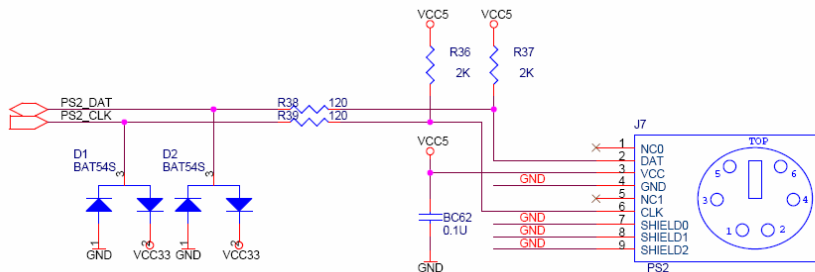 VCC5 VCC5
R36 R37
2K 2K
PS2_DAT R38 120
PS2_CLK R39 120
J7
D1 D2
BAT54S BAT54S
3 3
1 2 1 2
GND VCC33 GND VCC33
VCC5
BC62
0.1U
GND
1 NC0
2 DAT
3 VCC
GND 4 GND
5 NC1
6 CLK
GND 7 SHIELD0
GND 8 SHIELD1
GND 9 SHIELD2
TOP
5 6
3 4
1 2
PS2